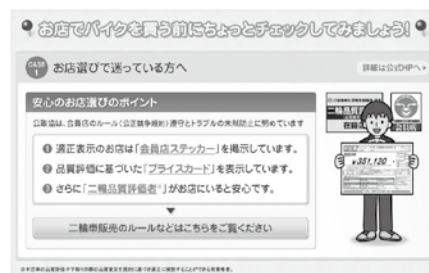 お店でバイクを買う前にちょっとチェックしてみましょう!
CASE 1 お店選びで迷っている方へ
詳細は公式HPへ
安心のお店選びのポイント
公取協は、会員店のルール(公正競争規約)遵守とトラブルの未然防止に努めています
❶ 適正表示のお店は「会員店ステッカー」を掲示しています。
❷ 品質評価に基づいた「プライスカード」を表示しています。
❸ さらに「二輪品質評価者※」がお店にいると安心です。
二輪車販売のルールなどはこちらをご覧ください
二輪品質
会員店
¥351,120